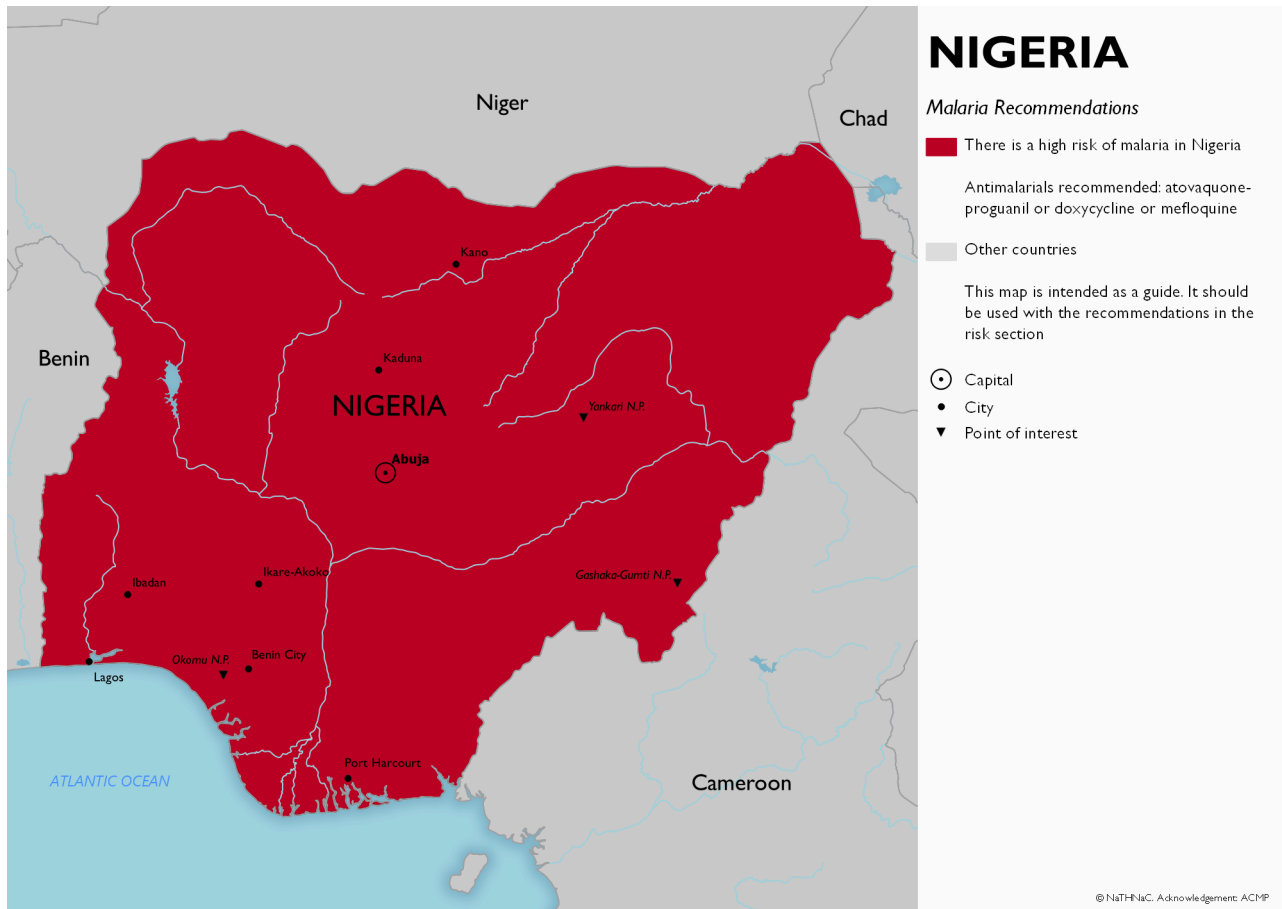 NIGERIA
Malaria Recommendations
There is a high risk of malaria in Nigeria
Antimalarials recommended: atovaquone-
proguanil or doxycycline or mefloquine
Other countries
This map is intended as a guide. It should
be used with the recommendations in the
risk section
Capital
City
Point of interest
Niger
Chad
Kano
Benin
Kaduna
NIGERIA
Yankari N.P.
Abuja
Ikare-Akoko
Gashaka-Gumti N.P.
Ibadan
Benin City
Okomu N.P.
Lagos
Port Harcourt
ATLANTIC OCEAN
Cameroon
© NaTHNaC. Acknowledgement: ACMP